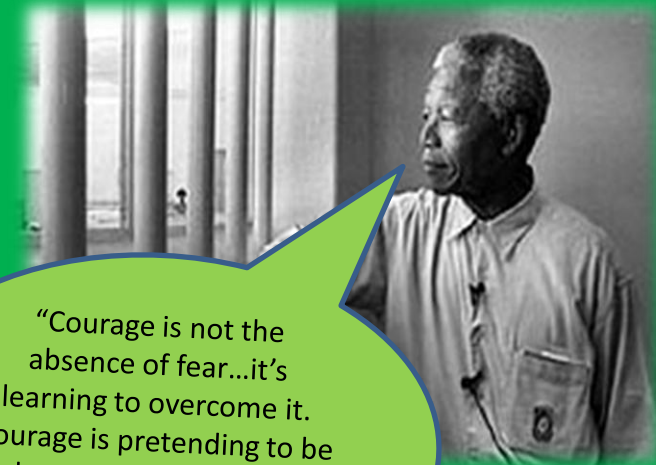 “Courage is not the
absence of fear...it’s
learning to overcome it.
ourage is pretending to be